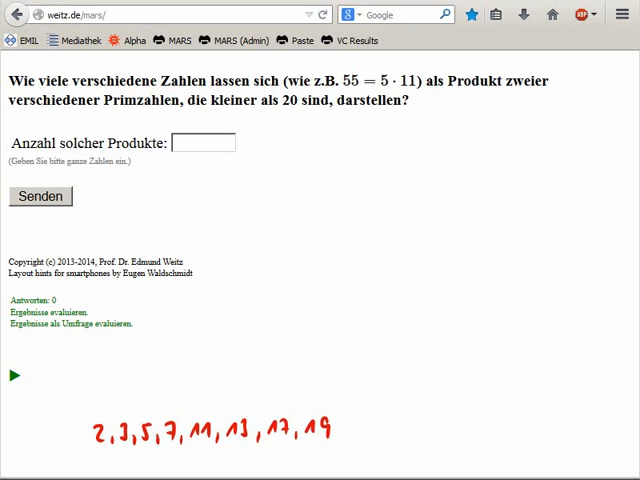 weitz.de/mars/
Google
EMIL Mediathek Alpha MARS MARS (Admin) Paste VC Results
Wie viele verschiedene Zahlen lassen sich (wie z.B. 55 = 5 · 11) als Produkt zweier
verschiedener Primzahlen, die kleiner als 20 sind, darstellen?
Anzahl solcher Produkte:
(Geben Sie bitte ganze Zahlen ein.)
Senden
Copyright (c) 2013-2014, Prof. Dr. Edmund Weitz
Layout hints for smartphones by Eugen Waldschmidt
Antworten: 0
Ergebnisse evaluieren.
Ergebnisse als Umfrage evaluieren.
2, 3, 5, 7, 11, 13, 17, 19